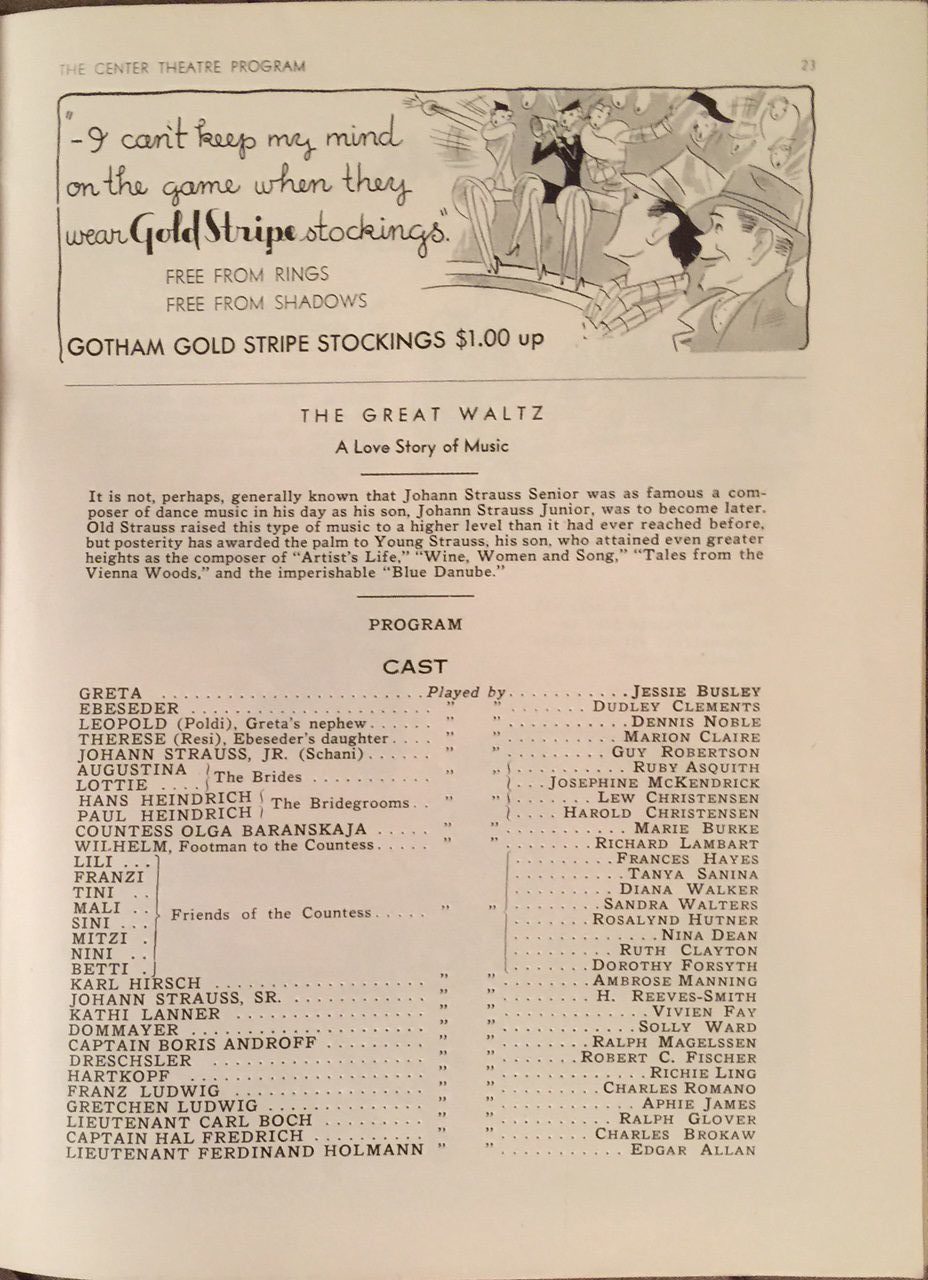 THE CENTER THEATRE PROGRAM 23
"-I can't keep my mind
on the game when they
wear Gold Stripe stockings."
FREE FROM RINGS
FREE FROM SHADOWS
GOTHAM GOLD STRIPE STOCKINGS $1.00 up
THE GREAT WALTZ
A Love Story of Music
It is not, perhaps, generally known that Johann Strauss Senior was as famous a com-
poser of dance music in his day as his son, Johann Strauss Junior, was to become later.
Old Strauss raised this type of music to a higher level than it had ever reached before,
but posterity has awarded the palm to Young Strauss, his son, who attained even greater
heights as the composer of "Artist's Life," "Wine, Women and Song," "Tales from the
Vienna Woods," and the imperishable "Blue Danube."
PROGRAM
CAST
GRETA ........................Played by...........JESSIE BUSLEY
EBESEDER ........................ " " ....... DUDLEY CLEMENTS
LEOPOLD (Poldi), Greta's nephew...... " " ...........DENNIS NOBLE
THERESE (Resi), Ebeseder's daughter.... " " ............MARION CLAIRE
JOHANN STRAUSS, JR. (Schani)...... " " ..........GUY ROBERTSON
AUGUSTINA } The Brides ........... " " { .......... RUBY ASQUITH
LOTTIE .... } ...JOSEPHINE MCKENDRICK
HANS HEINDRICH } The Bridegrooms.. " " { ....... LEW CHRISTENSEN
PAUL HEINDRICH } .... HAROLD CHRISTENSEN
COUNTESS OLGA BARANSKAJA ..... " " ............ MARIE BURKE
WILHELM, Footman to the Countess..... " " ........RICHARD LAMBART
LILI ... .........FRANCES HAYES
FRANZI .........TANYA SANINA
TINI .. .........DIANA WALKER
MALI .. Friends of the Countess..... " " ........SANDRA WALTERS
SINI ... .......ROSALYND HUTNER
MITZI . .............NINA DEAN
NINI .. .........RUTH CLAYTON
BETTI . .......DOROTHY FORSYTH
KARL HIRSCH .................. " " ........AMBROSE MANNING
JOHANN STRAUSS, SR. ............ " " ........H. REEVES-SMITH
KATHI LANNER ................ " " .............VIVIEN FAY
DOMMAYER .................... " " ............SOLLY WARD
CAPTAIN BORIS ANDROFF ......... " " ........RALPH MAGELSSEN
DRESCHSLER .................. " " .......ROBERT C. FISCHER
HARTKOPF .................... " " .............RICHIE LING
FRANZ LUDWIG ................. " " .........CHARLES ROMANO
GRETCHEN LUDWIG .............. " " ............APHIE JAMES
LIEUTENANT CARL BOCH ......... " " ..........RALPH GLOVER
CAPTAIN HAL FREDRICH .......... " " ........CHARLES BROKAW
LIEUTENANT FERDINAND HOLMANN " " ...........EDGAR ALLAN